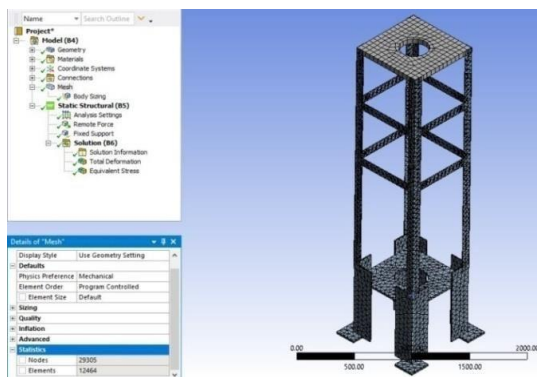 Name Search Outline
Project*
Model (B4)
Geometry
Materials
Coordinate Systems
Connections
Mesh
Body Sizing
Static Structural (B5)
Analysis Settings
Remote Force
Fixed Support
Solution (B6)
Solution Information
Total Deformation
Equivalent Stress
Details of "Mesh"
Display Style Use Geometry Setting
Defaults
Physics Preference Mechanical
Element Order Program Controlled
Element Size Default
Sizing
Quality
Inflation
Advanced
Statistics
Nodes 29305
Elements 12464
0.00 2000.00
500.00 1500.00